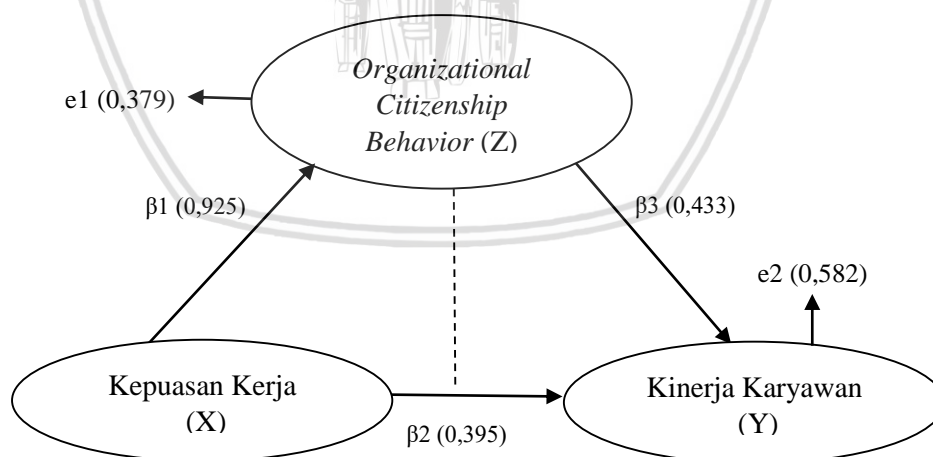 Organizational
Citizenship
Behavior (Z)
e1 (0,379)
β1 (0,925)
β3 (0,433)
e2 (0,582)
Kepuasan Kerja
(X)
β2 (0,395)
Kinerja Karyawan
(Y)